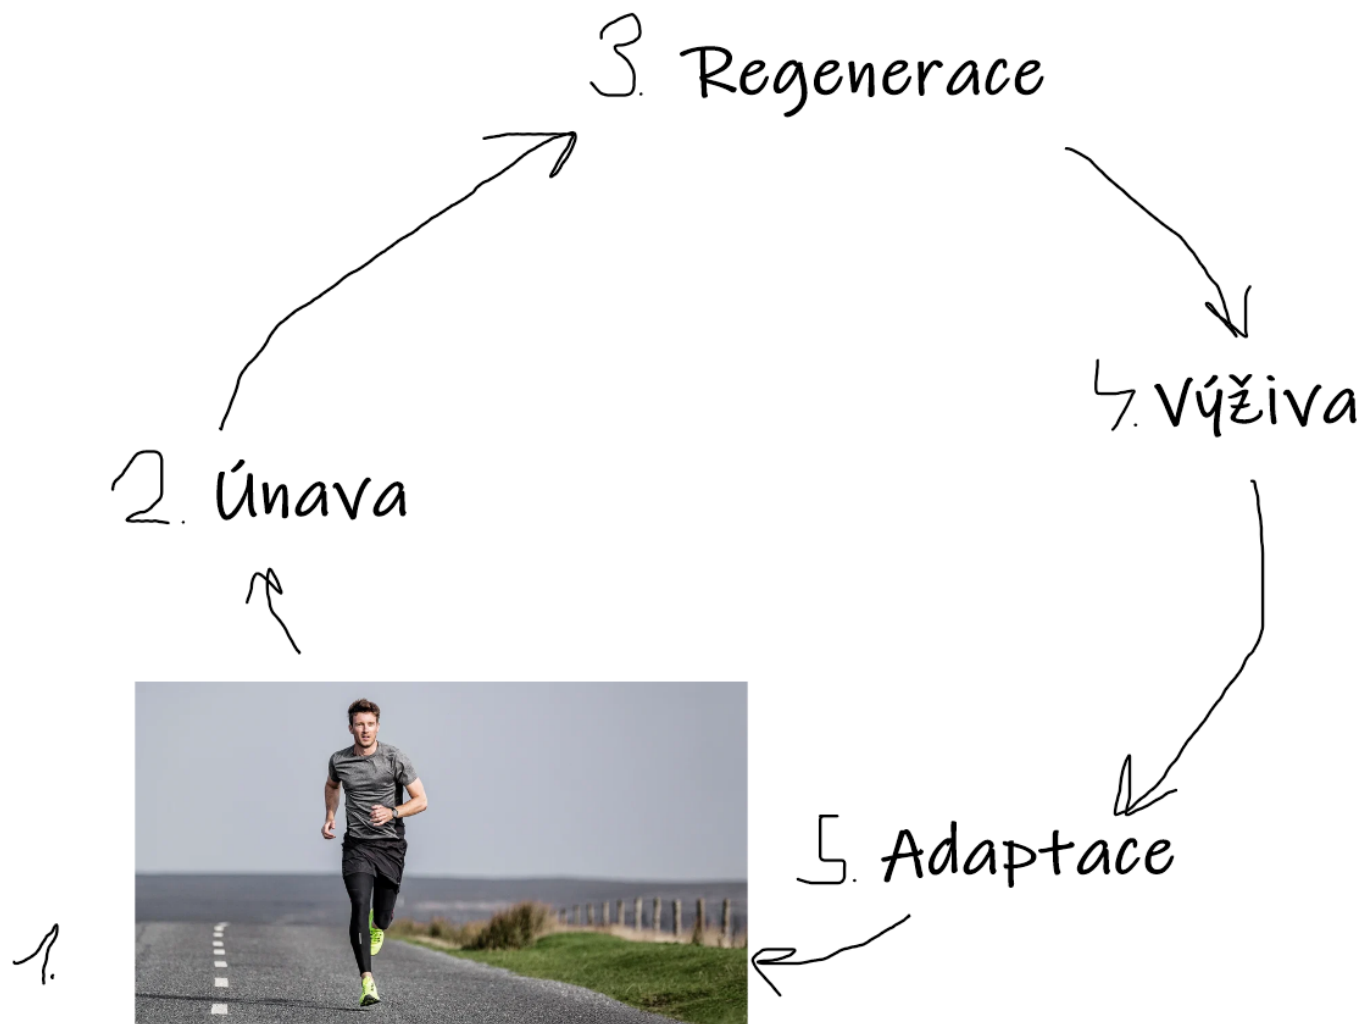 3. Regenerace
4. Výživa
2. Únava
5. Adaptace
1.